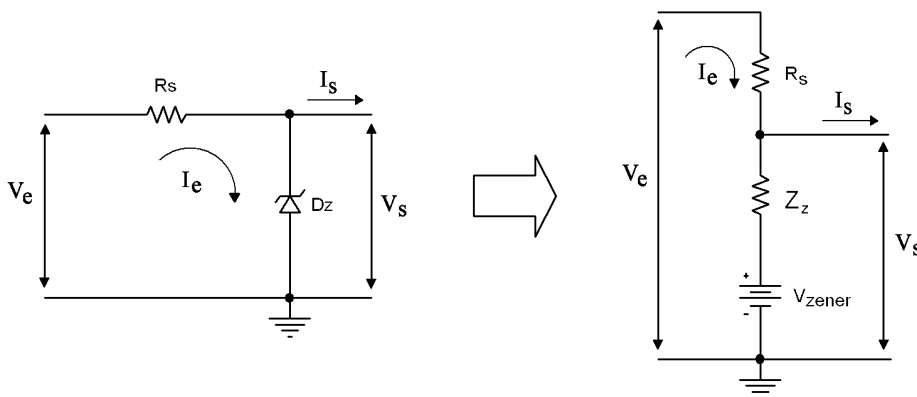 Rs
Is
Ie
Ve
Dz
Vs
Ie
Rs
Is
Ve
Zz
Vs
+
Vzener
-